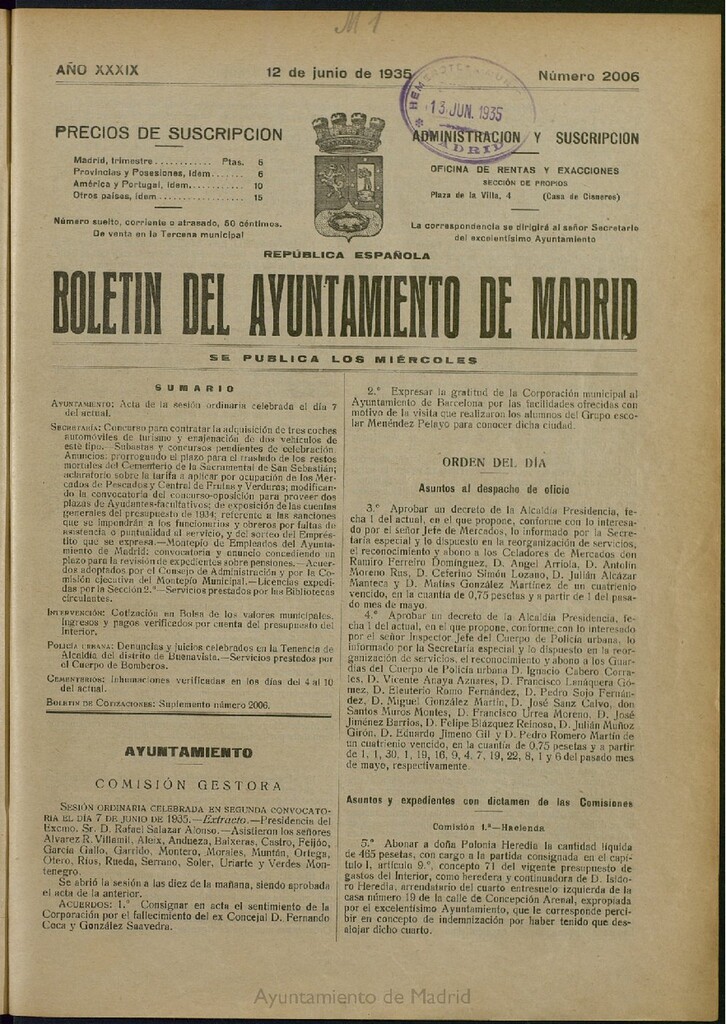 M 1
AÑO XXXIX
12 de junio de 1935
Número 2006
HEM
13 JUN. 1935
MADRID
PRECIOS DE SUSCRIPCION
Madrid, trimestre ............ Ptas. 5
Provincias y Posesiones, ídem ....... 6
América y Portugal, ídem ........... 10
Otros países, ídem ................. 15
Número suelto, corriente o atrasado, 50 céntimos.
De venta en la Tercena municipal
ADMINISTRACION Y SUSCRIPCION
OFICINA DE RENTAS Y EXACCIONES
SECCIÓN DE PROPIOS
Plaza de la Villa, 4 (Casa de Cisneros)
La correspondencia se dirigirá al señor Secretario
del excelentísimo Ayuntamiento
REPÚBLICA ESPAÑOLA
BOLETIN DEL AYUNTAMIENTO DE MADRID
SE PUBLICA LOS MIÉRCOLES
SUMARIO
AYUNTAMIENTO: Acta de la sesión ordinaria celebrada el día 7
del actual.
SECRETARÍA: Concurso para contratar la adquisición de tres coches
automóviles de turismo y enajenación de dos vehículos de
este tipo.—Subastas y concursos pendientes de celebración.
Anuncios: prorrogando el plazo para el traslado de los restos
mortales del Cementerio de la Sacramental de San Sebastián;
aclaratorio sobre la tarifa a aplicar por ocupación de los Mer-
cados de Pescados y Central de Frutas y Verduras; modifican-
do la convocatoria del concurso-oposición para proveer dos
plazas de Ayudantes-facultativos; de exposición de las cuentas
generales del presupuesto de 1934; referente a las sanciones
que se impondrán a los funcionarios y obreros por faltas de
asistencia o puntualidad al servicio, y del sorteo del Emprés-
tito que se expresa.—Montepío de Empleados del Ayunta-
miento de Madrid: convocatoria y anuncio concediendo un
plazo para la revisión de expedientes sobre pensiones.—Acuer-
dos adoptados por el Consejo de Administración y por la Co-
misión ejecutiva del Montepío Municipal.—Licencias expedi-
das por la Sección 2.ª—Servicios prestados por las Bibliotecas
circulantes.
INTERVENCIÓN: Cotización en Bolsa de los valores municipales.
Ingresos y pagos verificados por cuenta del presupuesto del
Interior.
POLICÍA URBANA: Denuncias y juicios celebrados en la Tenencia de
Alcaldía del distrito de Buenavista.—Servicios prestados por
el Cuerpo de Bomberos.
CEMENTERIOS: Inhumaciones verificadas en los días del 4 al 10
del actual.
BOLETÍN DE COTIZACIONES: Suplemento número 2006.
AYUNTAMIENTO
COMISIÓN GESTORA
SESIÓN ORDINARIA CELEBRADA EN SEGUNDA CONVOCATO-
RIA EL DÍA 7 DE JUNIO DE 1935.—Extracto.—Presidencia del
Excmo. Sr. D. Rafael Salazar Alonso.—Asistieron los señores
Alvarez R. Villamil, Aleix, Andueza, Baixeras, Castro, Feijóo,
García Gallo, Garrido, Montero, Morales, Muntán, Ortega,
Otero, Ríos, Rueda, Serrano, Soler, Uriarte y Verdes Mon-
tenegro.
Se abrió la sesión a las diez de la mañana, siendo aprobada
el acta de la anterior.
ACUERDOS: 1.º Consignar en acta el sentimiento de la
Corporación por el fallecimiento del ex Concejal D. Fernando
Coca y González Saavedra.
2.º Expresar la gratitud de la Corporación municipal al
Ayuntamiento de Barcelona por las facilidades ofrecidas con
motivo de la visita que realizaron los alumnos del Grupo esco-
lar Menéndez Pelayo para conocer dicha ciudad.
ORDEN DEL DÍA
Asuntos al despacho de oficio
3.º Aprobar un decreto de la Alcaldía Presidencia, fe-
cha 1 del actual, en el que propone, conforme con lo interesa-
do por el señor Jefe de Mercados, lo informado por la Secre-
taría especial y lo dispuesto en la reorganización de servicios,
el reconocimiento y abono a los Celadores de Mercados don
Ramiro Ferreiro Domínguez, D. Angel Arriola, D. Antolín
Moreno Rus, D. Ceferino Simón Lozano, D. Julián Alcázar
Manteca y D. Matías González Martínez de un cuatrienio
vencido, en la cuantía de 0,75 pesetas y a partir de 1 del pasa-
do mes de mayo.
4.º Aprobar un decreto de la Alcaldía Presidencia, fe-
cha 1 del actual, en el que propone, conforme con lo interesado
por el señor Inspector Jefe del Cuerpo de Policía urbana, lo
informado por la Secretaría especial y lo dispuesto en la reor-
ganización de servicios, el reconocimiento y abono a los Guar-
dias del Cuerpo de Policía urbana D. Ignacio Cabero Corra-
les, D. Vicente Anaya Aznares, D. Francisco Lanáquera Gó-
mez, D. Eleuterio Romo Fernández, D. Pedro Sojo Fernán-
dez, D. Miguel González Martín, D. José Sanz Calvo, don
Santos Muros Montes, D. Francisco Urrea Moreno, D. José
Jiménez Barrios, D. Felipe Blázquez Reinoso, D. Julián Muñoz
Girón, D. Eduardo Jimeno Gil y D. Pedro Romero Martín de
un cuatrienio vencido, en la cuantía de 0,75 pesetas y a partir
de 1, 1, 30, 1, 19, 16, 9, 4, 7, 19, 22, 8, 1 y 6 del pasado mes
de mayo, respectivamente.
Asuntos y expedientes con dictamen de las Comisiones
Comisión 1.ª—Hacienda
5.º Abonar a doña Polonia Heredia la cantidad líquida
de 465 pesetas, con cargo a la partida consignada en el capí-
tulo I, artículo 9.º, concepto 71 del vigente presupuesto de
gastos del Interior, como heredera y continuadora de D. Isido-
ro Heredia, arrendatario del cuarto entresuelo izquierda de la
casa número 19 de la calle de Concepción Arenal, expropiada
por el excelentísimo Ayuntamiento, que le corresponde perci-
bir en concepto de indemnización por haber tenido que des-
alojar dicho cuarto.
Ayuntamiento de Madrid